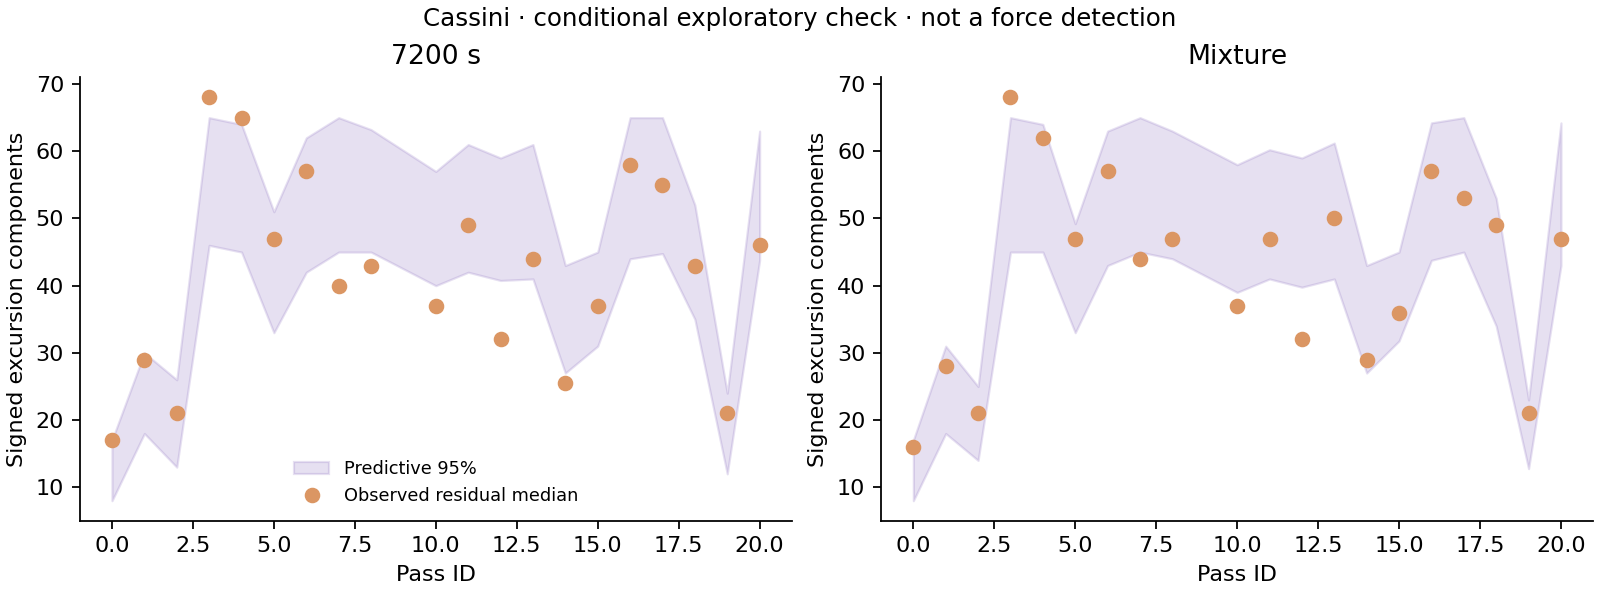 Cassini · conditional exploratory check · not a force detection
7200 s
Signed excursion components
70
60
50
40
30
20
10
Predictive 95%
Observed residual median
0.0 2.5 5.0 7.5 10.0 12.5 15.0 17.5 20.0
Pass ID
Mixture
Signed excursion components
70
60
50
40
30
20
10
0.0 2.5 5.0 7.5 10.0 12.5 15.0 17.5 20.0
Pass ID